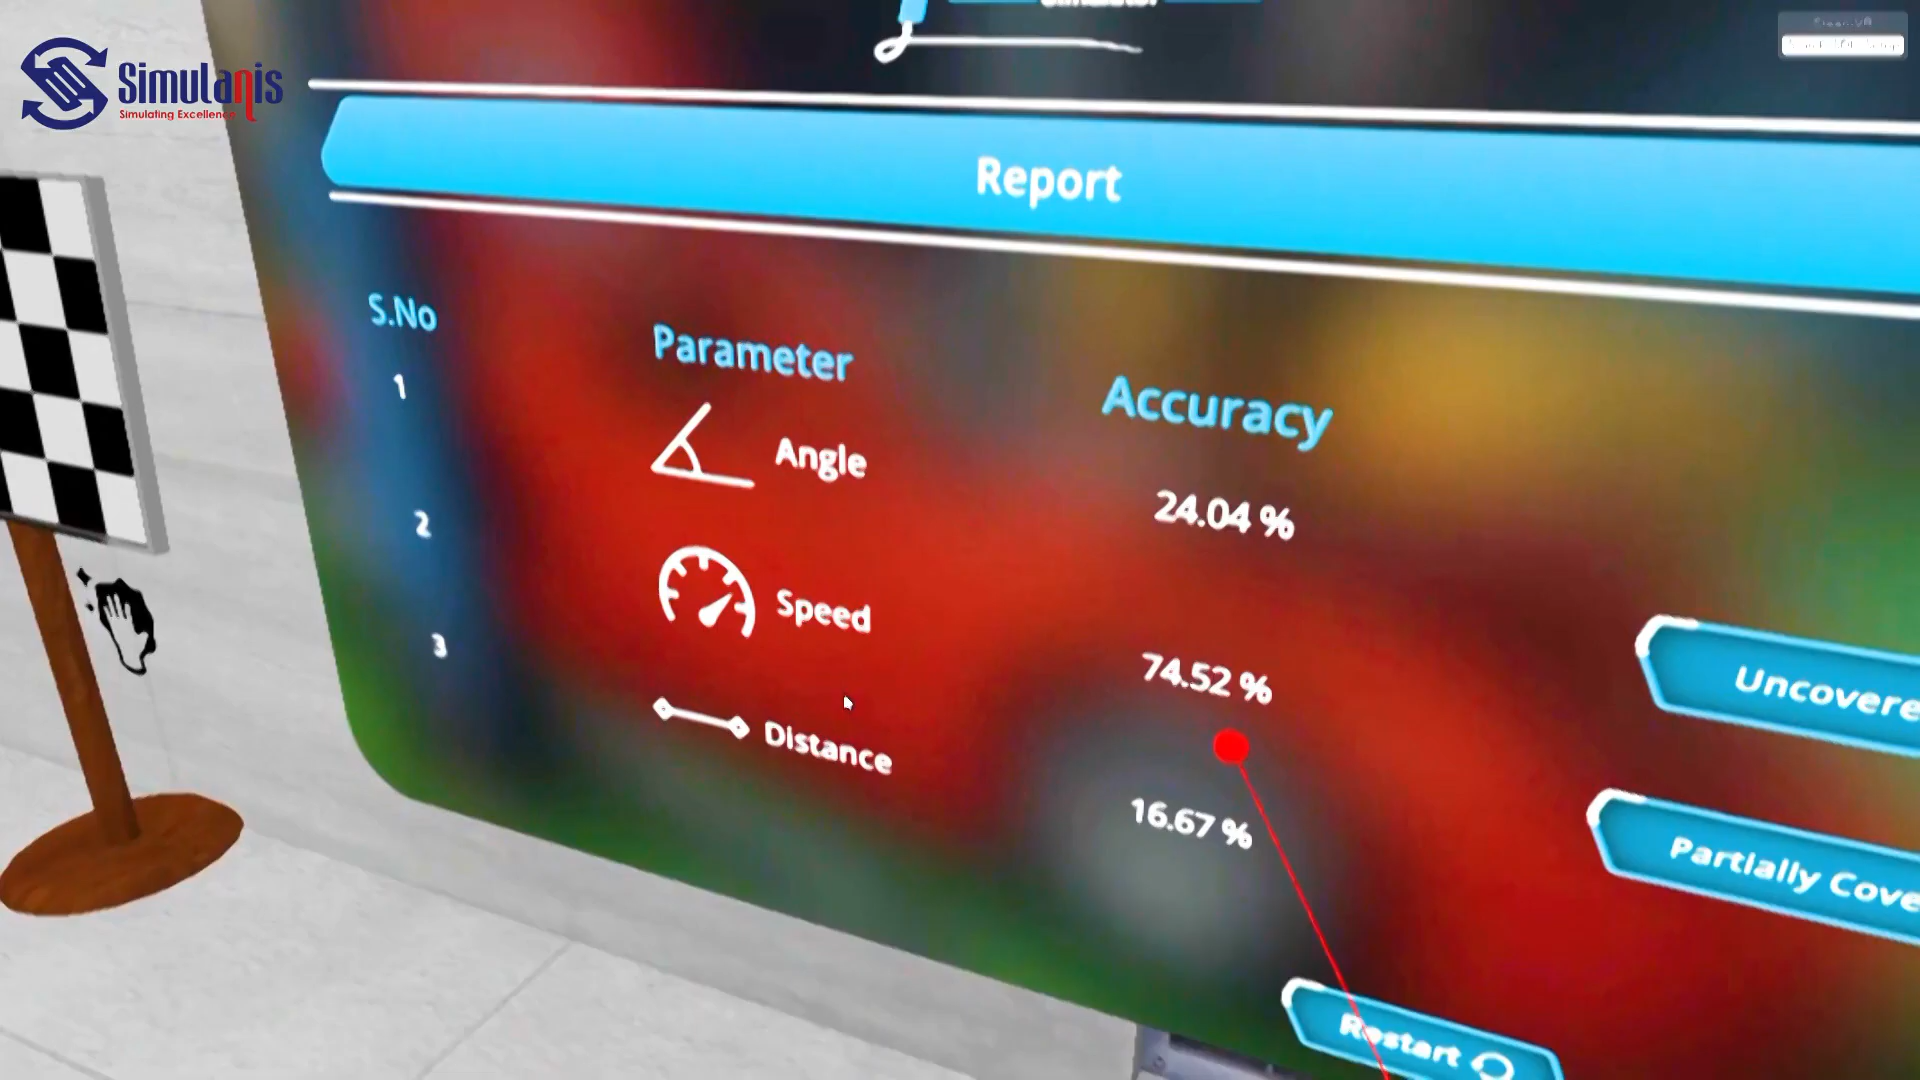 Simulanis
Simulating Excellence
Report
S.No
Parameter
Accuracy
1
Angle
24.04 %
2
Speed
74.52 %
3
Distance
16.67 %
Uncovere
Partially Cove
Restart